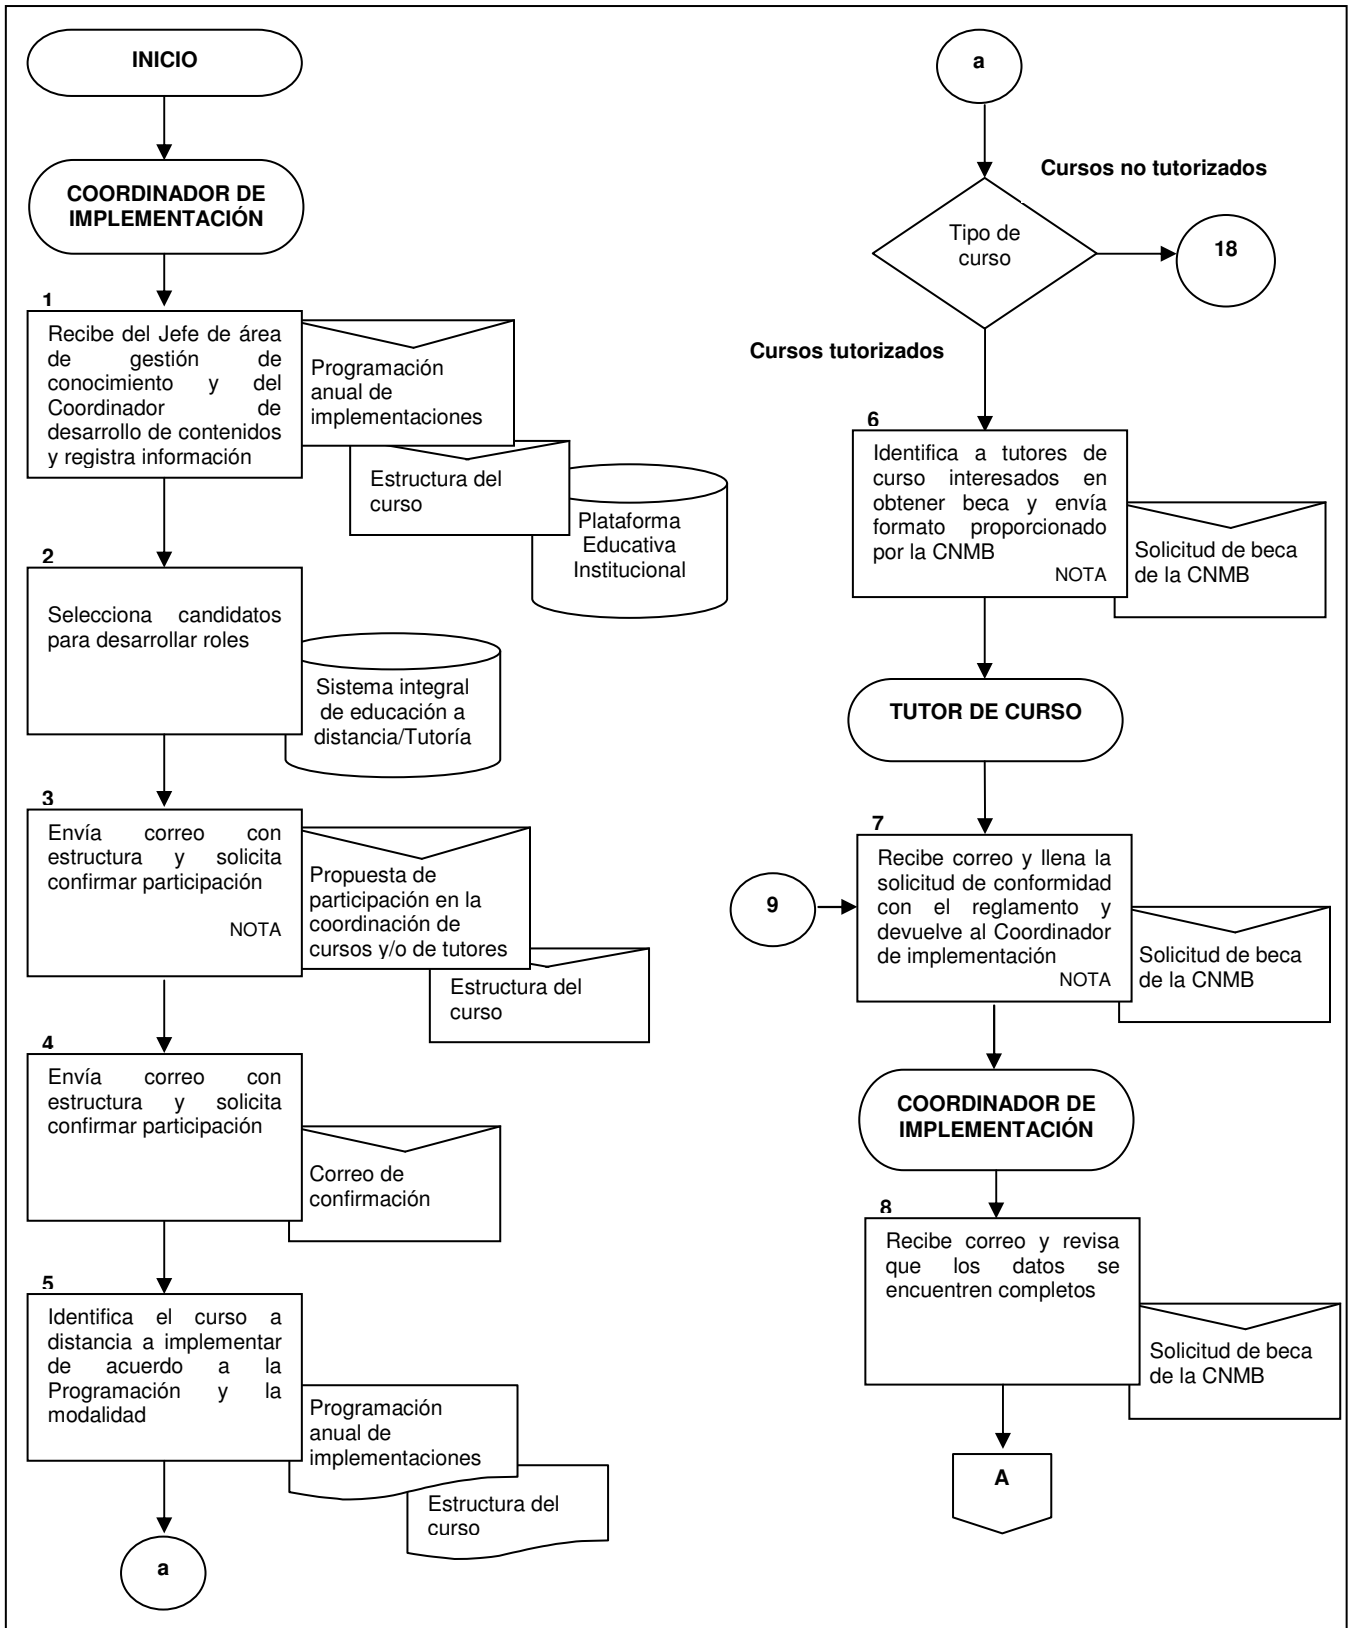 INICIO
COORDINADOR DE
IMPLEMENTACIÓN
1
Recibe del Jefe de área
de gestión de
conocimiento y del
Coordinador de
desarrollo de contenidos
y registra información
Programación
anual de
implementaciones
Estructura del
curso
Plataforma
Educativa
Institucional
2
Selecciona candidatos
para desarrollar roles
Sistema integral
de educación a
distancia/Tutoría
3
Envía correo con
estructura y solicita
confirmar participación
NOTA
Propuesta de
participación en la
coordinación de
cursos y/o de tutores
Estructura del
curso
4
Envía correo con
estructura y solicita
confirmar participación
Correo de
confirmación
5
Identifica el curso a
distancia a implementar
de acuerdo a la
Programación y la
modalidad
Programación
anual de
implementaciones
Estructura del
curso
a
a
Cursos no tutorizados
Tipo de
curso
18
Cursos tutorizados
6
Identifica a tutores de
curso interesados en
obtener beca y envía
formato proporcionado
por la CNMB
NOTA
Solicitud de beca
de la CNMB
TUTOR DE CURSO
7
Recibe correo y llena la
solicitud de conformidad
con el reglamento y
devuelve al Coordinador
de implementación
NOTA
9
Solicitud de beca
de la CNMB
COORDINADOR DE
IMPLEMENTACIÓN
8
Recibe correo y revisa
que los datos se
encuentren completos
Solicitud de beca
de la CNMB
A